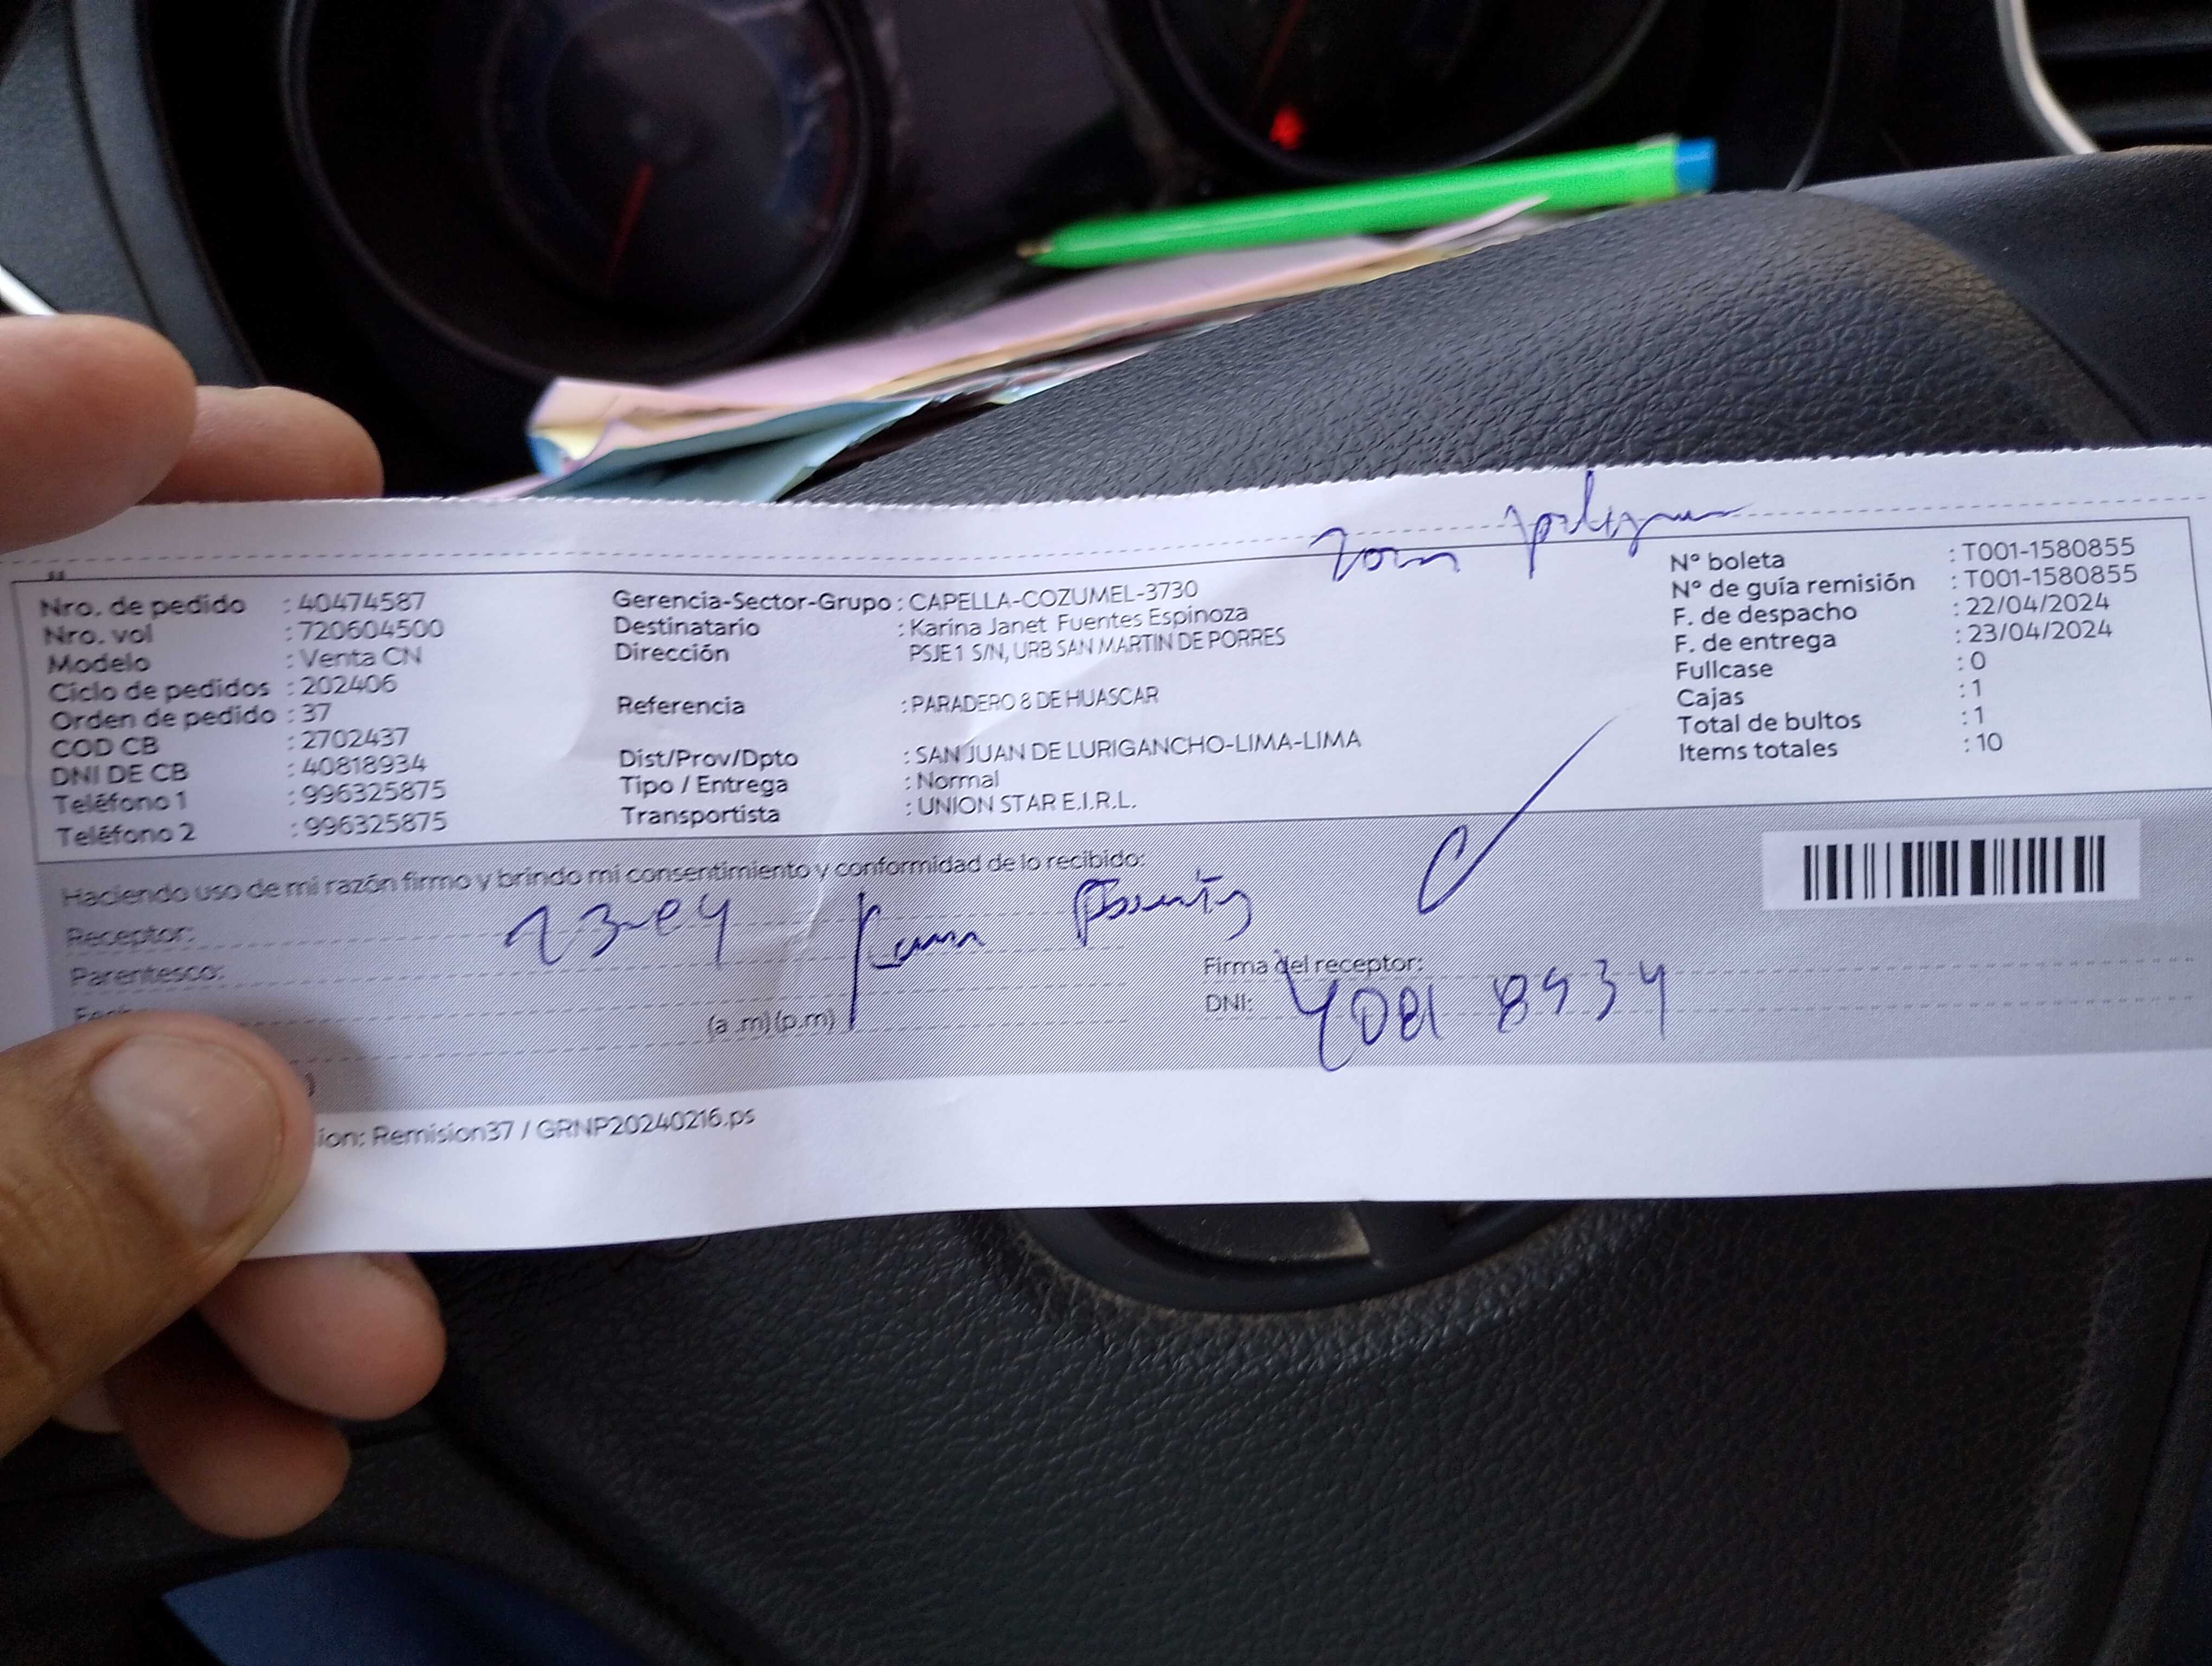 zona peligrosa
Nro. de pedido : 40474587
Nro. vol : 720604500
Modelo : Venta CN
Ciclo de pedidos : 202406
Orden de pedido : 37
COD CB : 2702437
DNI DE CB : 40818934
Teléfono 1 : 996325875
Teléfono 2 : 996325875
Gerencia-Sector-Grupo : CAPELLA-COZUMEL-3730
Destinatario : Karina Janet Fuentes Espinoza
Dirección PSJE 1 S/N, URB SAN MARTIN DE PORRES
Referencia : PARADERO 8 DE HUASCAR
Dist/Prov/Dpto : SAN JUAN DE LURIGANCHO-LIMA-LIMA
Tipo / Entrega : Normal
Transportista : UNION STAR E.I.R.L.
N° boleta : T001-1580855
N° de guía remisión : T001-1580855
F. de despacho : 22/04/2024
F. de entrega : 23/04/2024
Fullcase : 0
Cajas : 1
Total de bultos : 1
Items totales : 10
Haciendo uso de mi razón firmo y brindo mi consentimiento y conformidad de lo recibido:
Receptor:
23-04
Parentesco:
(a.m)(p.m)
Firma del receptor:
DNI: 40818934
ion: Remision37 / GRNP20240216.ps